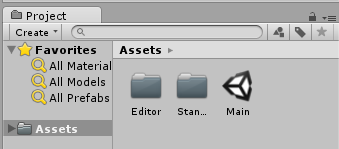 Project
Create
Favorites
All Material
All Models
All Prefabs
Assets
Assets
Editor Stan... Main